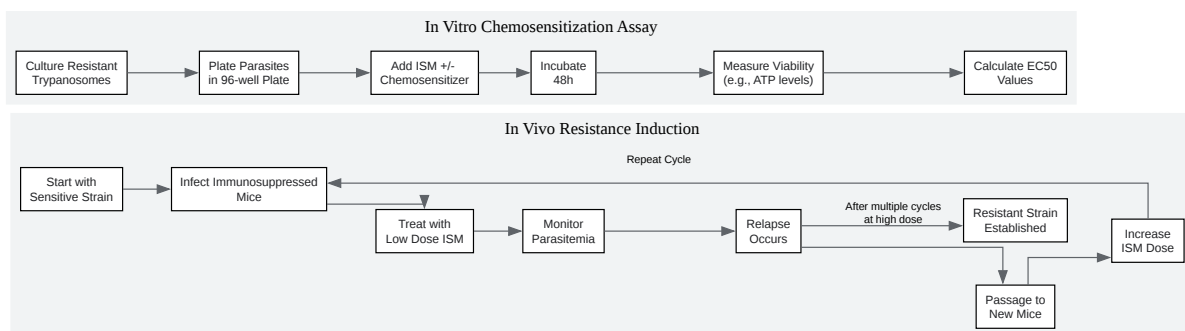 In Vitro Chemosensitization Assay
Culture Resistant
Trypanosomes
Plate Parasites
in 96-well Plate
Add ISM +/-
Chemosensitizer
Incubate
48h
Measure Viability
(e.g., ATP levels)
Calculate EC50
Values
In Vivo Resistance Induction
Repeat Cycle
Start with
Sensitive Strain
Infect Immunosuppressed
Mice
Treat with
Low Dose ISM
Monitor
Parasitemia
Relapse
Occurs
After multiple cycles
at high dose
Resistant Strain
Established
Passage to
New Mice
Increase
ISM Dose